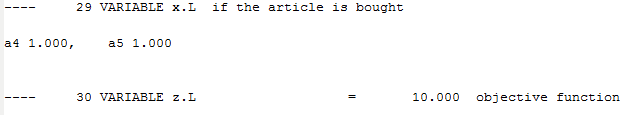 ---- 29 VARIABLE x.L if the article is bought
a4 1.000, a5 1.000
---- 30 VARIABLE z.L = 10.000 objective function